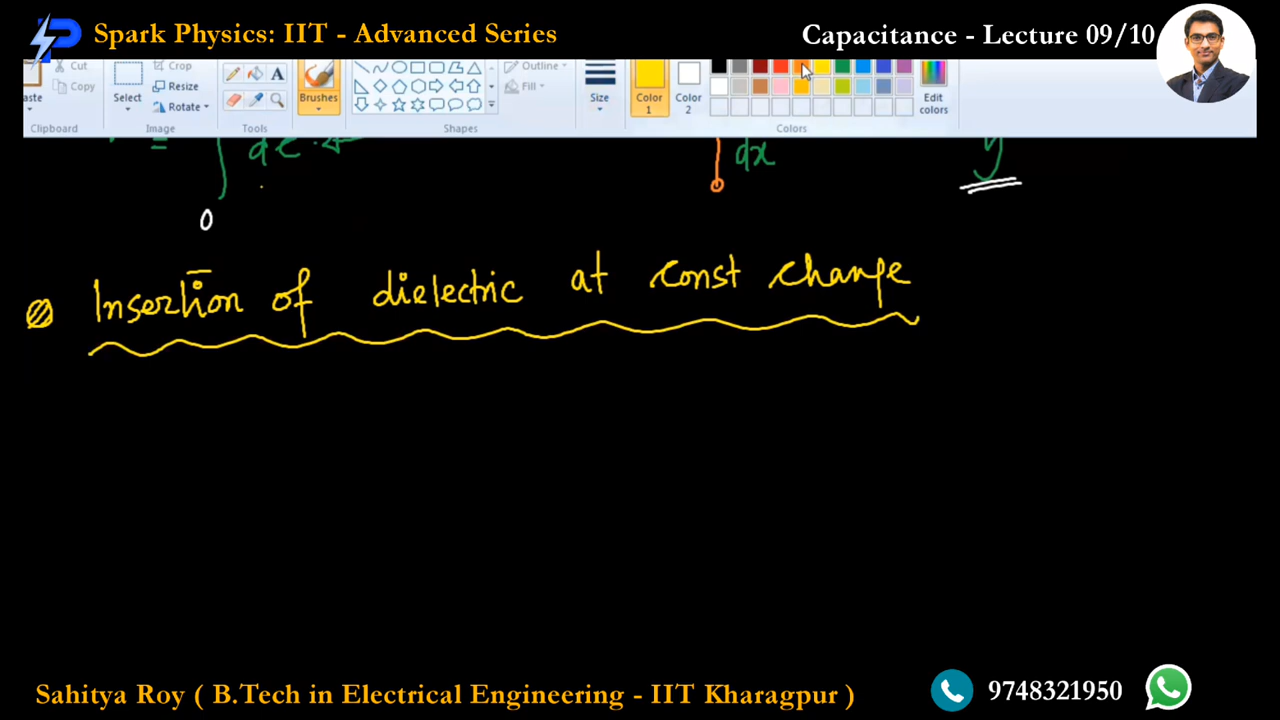 Spark Physics: IIT - Advanced Series
Capacitance - Lecture 09/10
Cut
Crop
Outline
Paste
Copy
Select
Resize
Rotate
A
Brushes
Fill
Size
Color 1
Color 2
Edit colors
Clipboard
Image
Tools
Shapes
Colors
dx
y
0
Insertion of dielectric at const change
Sahitya Roy ( B.Tech in Electrical Engineering - IIT Kharagpur )
9748321950